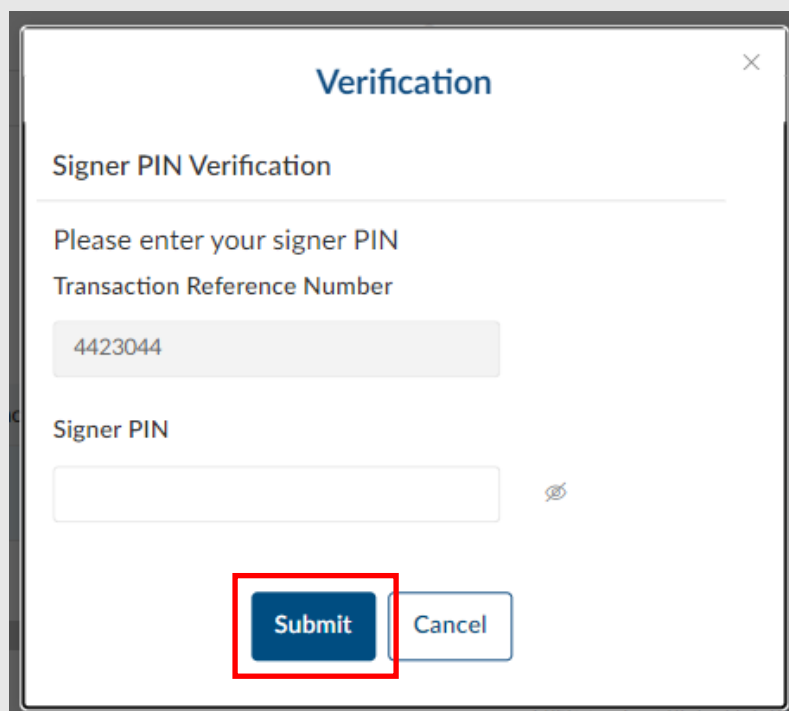 Verification
Signer PIN Verification
Please enter your signer PIN
Transaction Reference Number
4423044
Signer PIN
Submit Cancel